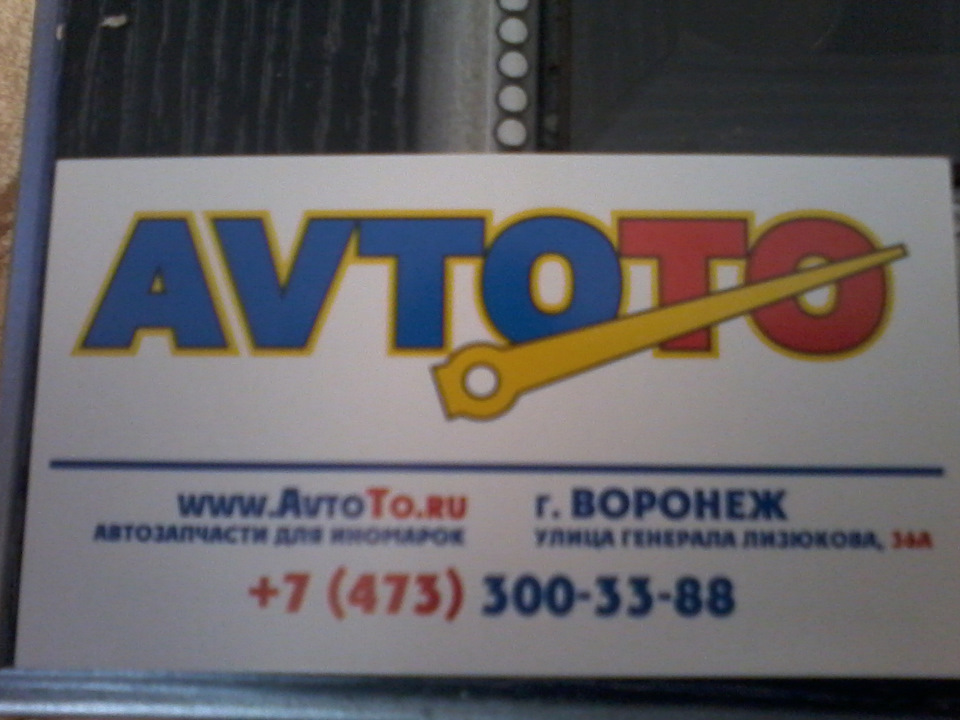 AVTOTO
www.AvtoTo.ru
АВТОЗАПЧАСТИ ДЛЯ ИНОМАРОК
г. ВОРОНЕЖ
УЛИЦА ГЕНЕРАЛА ЛИЗЮКОВА, 36А
+7 (473) 300-33-88